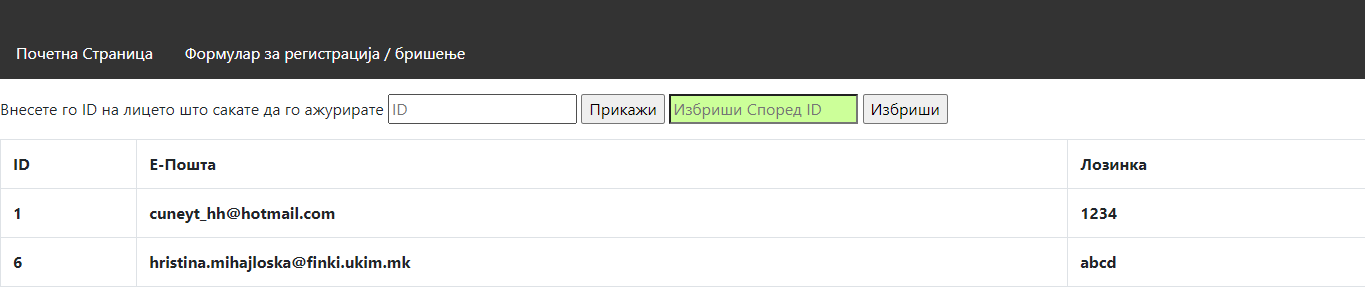 Почетна Страница Формулар за регистрација / бришење
Внесете го ID на лицето што сакате да го ажурирате ID Прикажи Избриши Според ID Избриши
ID Е-Пошта Лозинка
1 cuneyt_hh@hotmail.com 1234
6 hristina.mihajloska@finki.ukim.mk abcd